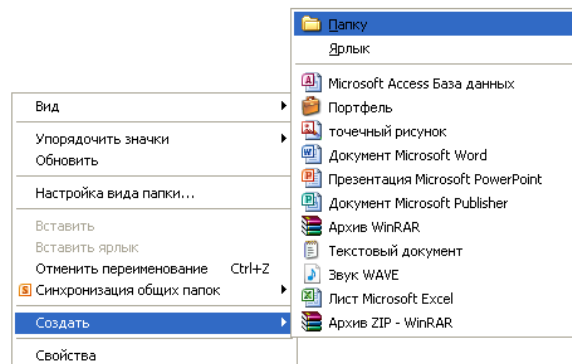 Вид
Упорядочить значки
Обновить
Настройка вида папки...
Вставить
Вставить ярлык
Отменить переименование Ctrl+Z
Синхронизация общих папок
Создать
Свойства
Папку
Ярлык
Microsoft Access База данных
Портфель
точечный рисунок
Документ Microsoft Word
Презентация Microsoft PowerPoint
Документ Microsoft Publisher
Архив WinRAR
Текстовый документ
Звук WAVE
Лист Microsoft Excel
Архив ZIP - WinRAR